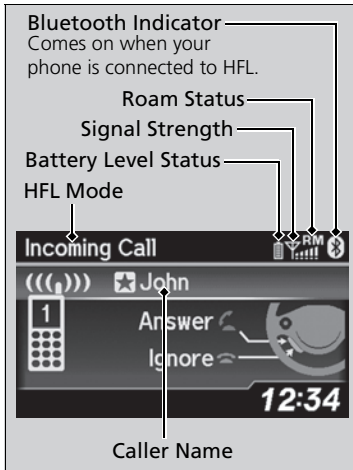 Bluetooth Indicator
Comes on when your
phone is connected to HFL.
Roam Status
Signal Strength
Battery Level Status
HFL Mode
Incoming Call
RM
John
1
Answer
Ignore
12:34
Caller Name